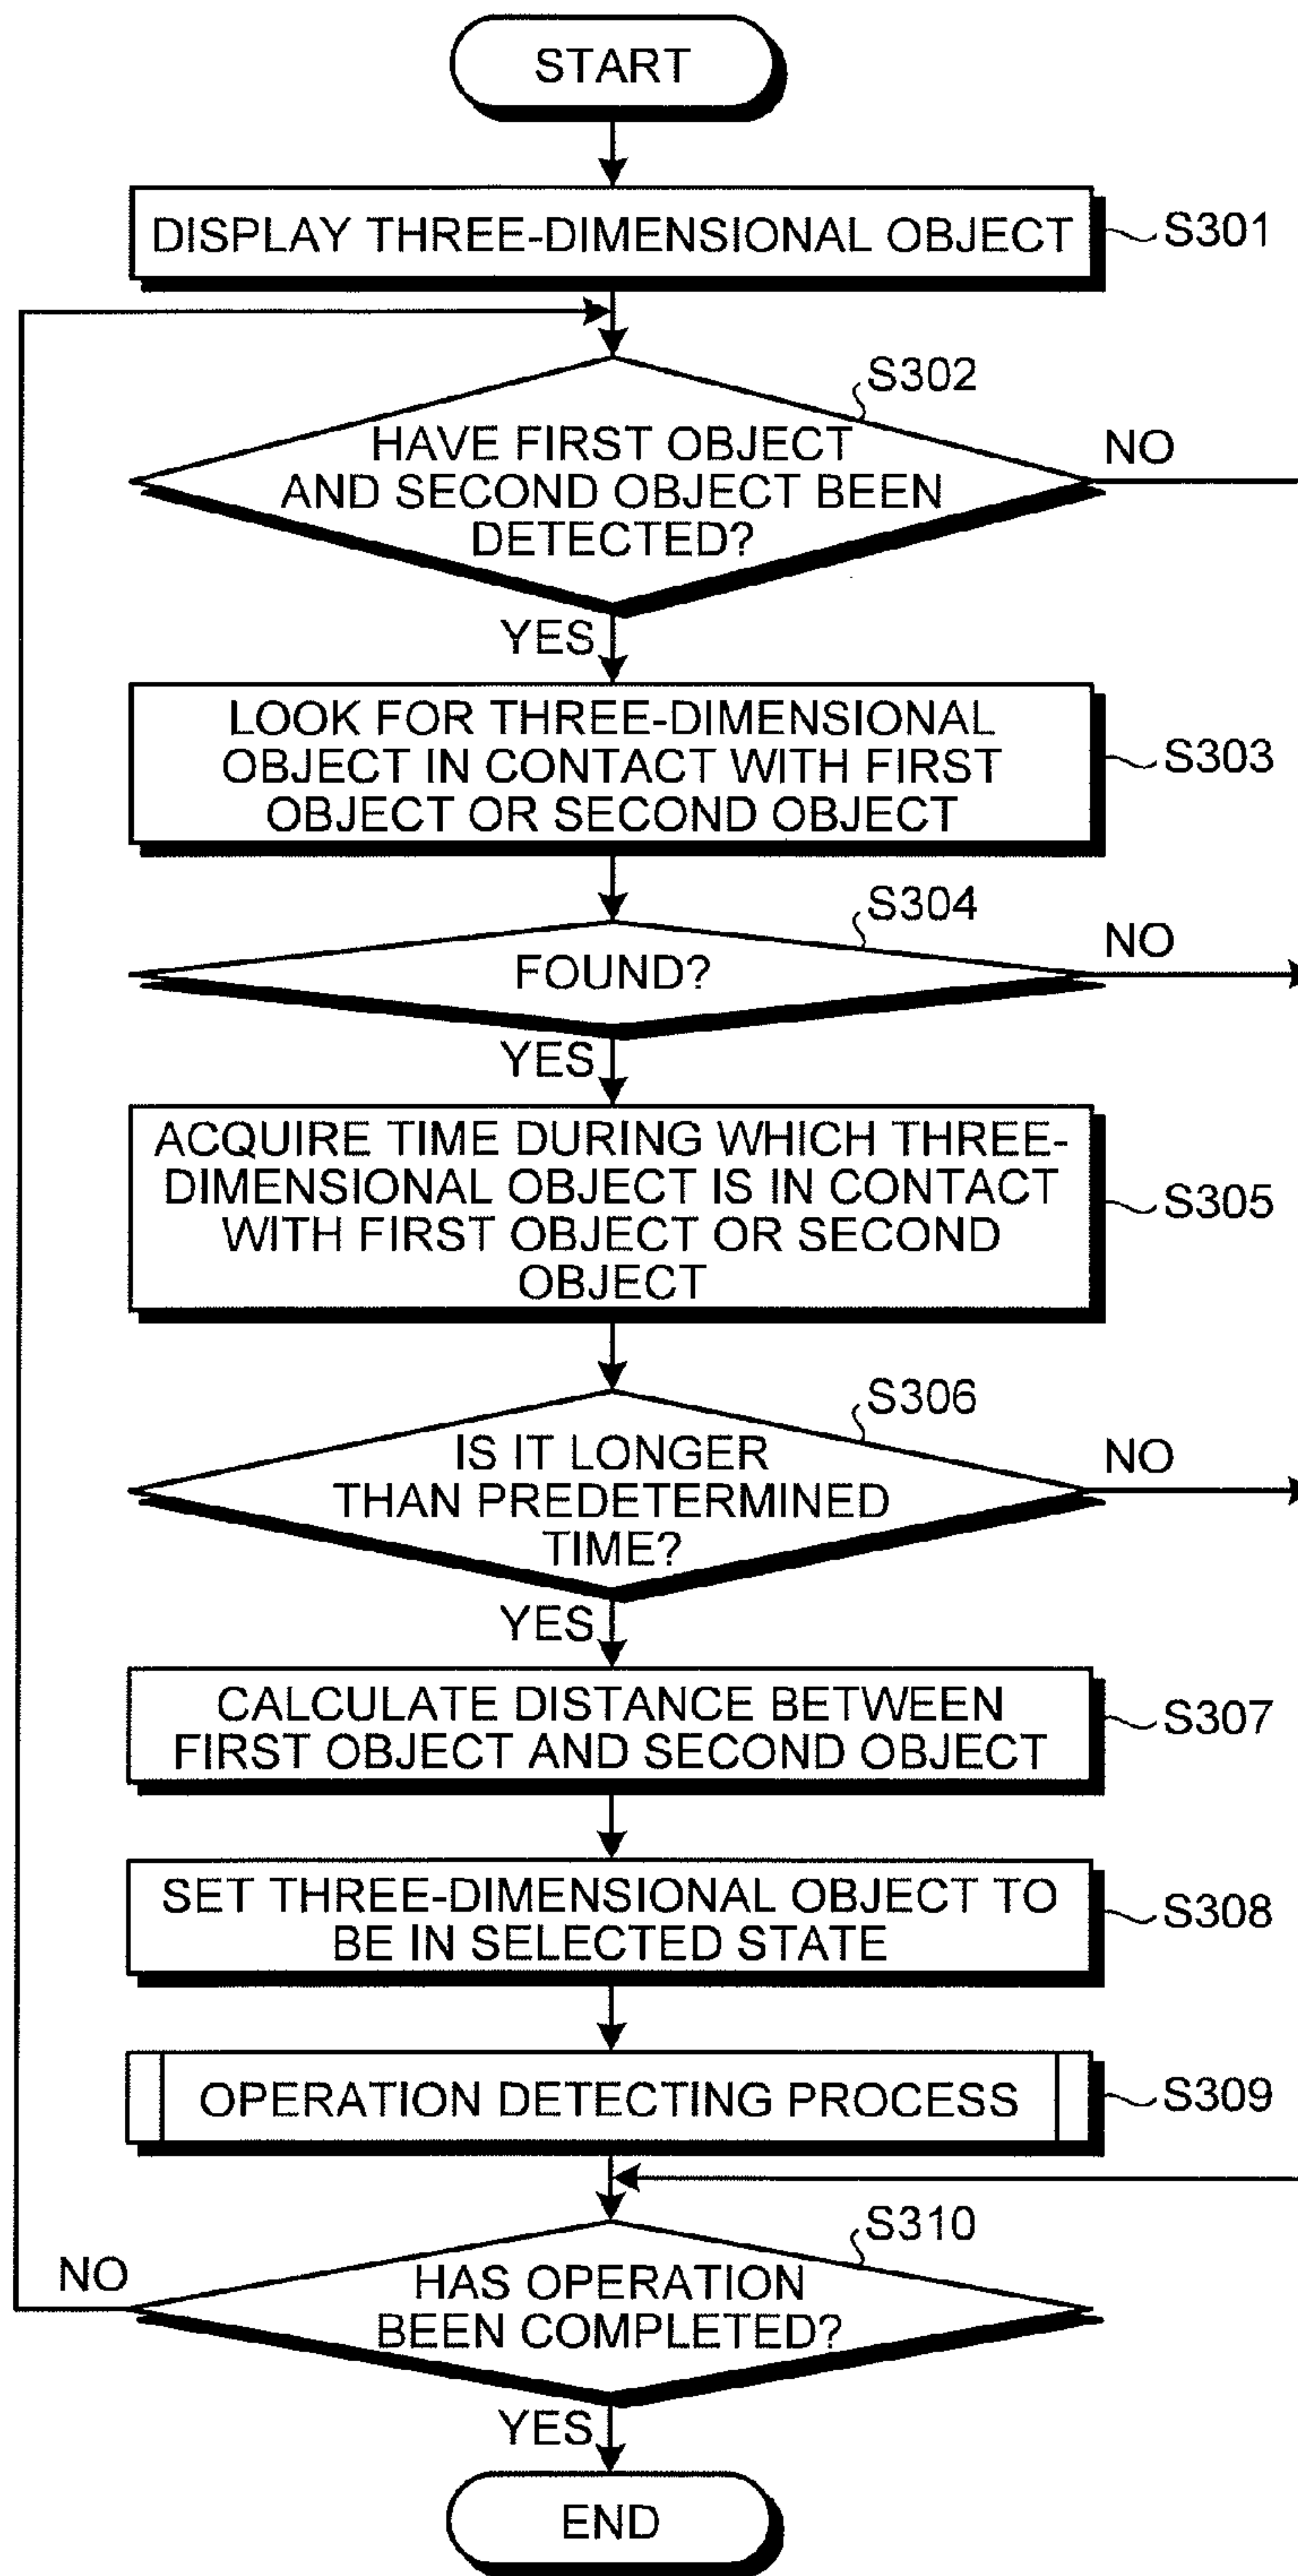 START
DISPLAY THREE-DIMENSIONAL OBJECT
S301
S302
HAVE FIRST OBJECT
AND SECOND OBJECT BEEN
DETECTED?
NO
YES
LOOK FOR THREE-DIMENSIONAL
OBJECT IN CONTACT WITH FIRST
OBJECT OR SECOND OBJECT
S303
S304
FOUND?
NO
YES
ACQUIRE TIME DURING WHICH THREE-
DIMENSIONAL OBJECT IS IN CONTACT
WITH FIRST OBJECT OR SECOND
OBJECT
S305
S306
IS IT LONGER
THAN PREDETERMINED
TIME?
NO
YES
CALCULATE DISTANCE BETWEEN
FIRST OBJECT AND SECOND OBJECT
S307
SET THREE-DIMENSIONAL OBJECT TO
BE IN SELECTED STATE
S308
OPERATION DETECTING PROCESS
S309
S310
NO
HAS OPERATION
BEEN COMPLETED?
YES
END